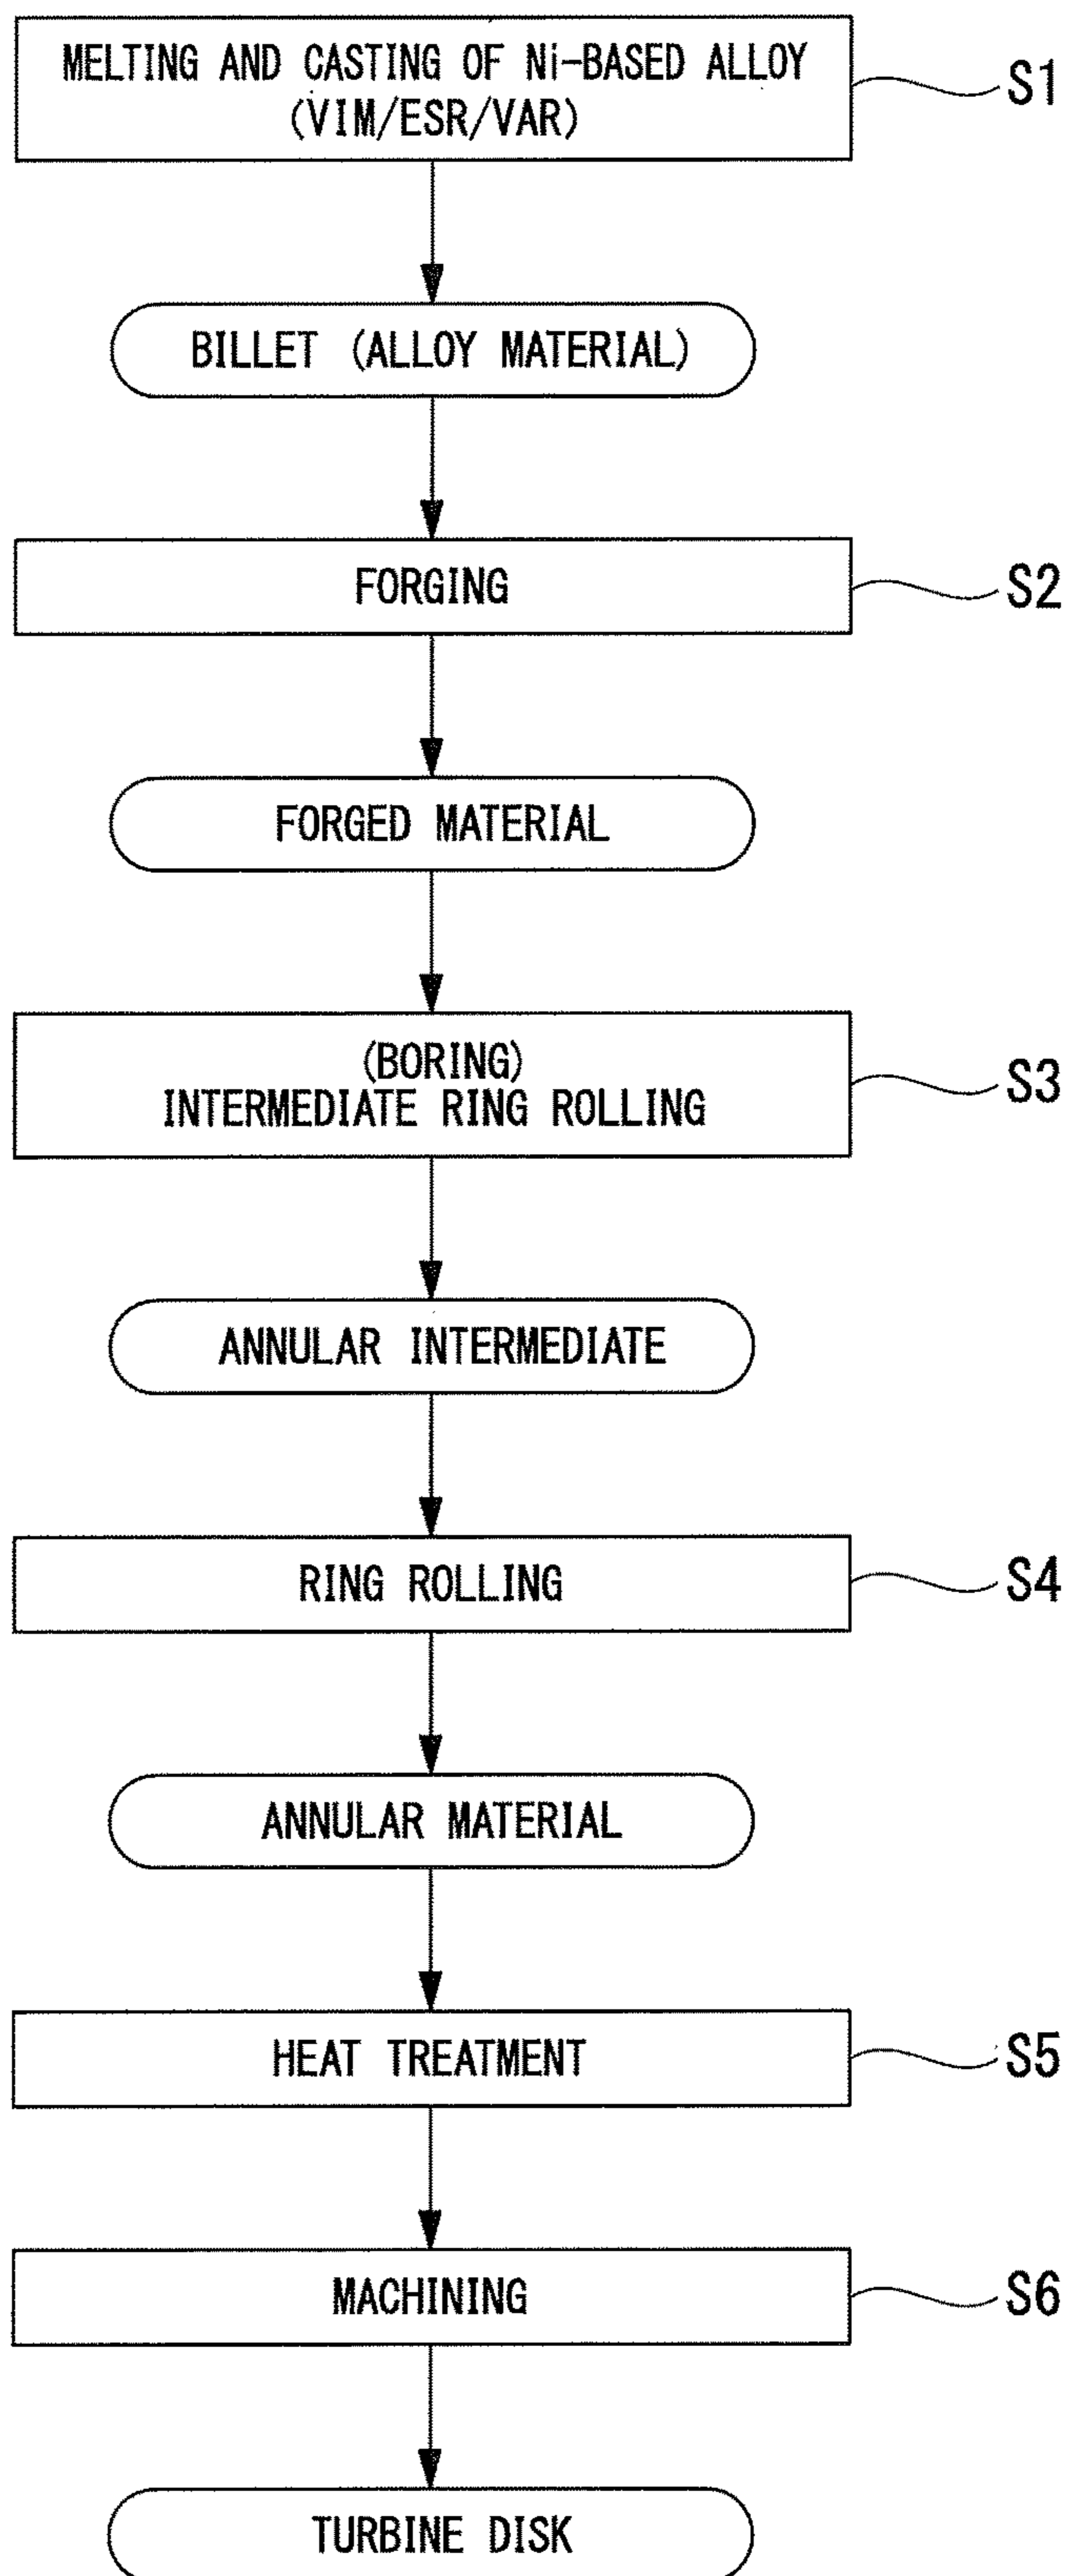 MELTING AND CASTING OF Ni-BASED ALLOY
(VIM/ESR/VAR)
S1
BILLET (ALLOY MATERIAL)
FORGING
S2
FORGED MATERIAL
(BORING)
INTERMEDIATE RING ROLLING
S3
ANNULAR INTERMEDIATE
RING ROLLING
S4
ANNULAR MATERIAL
HEAT TREATMENT
S5
MACHINING
S6
TURBINE DISK